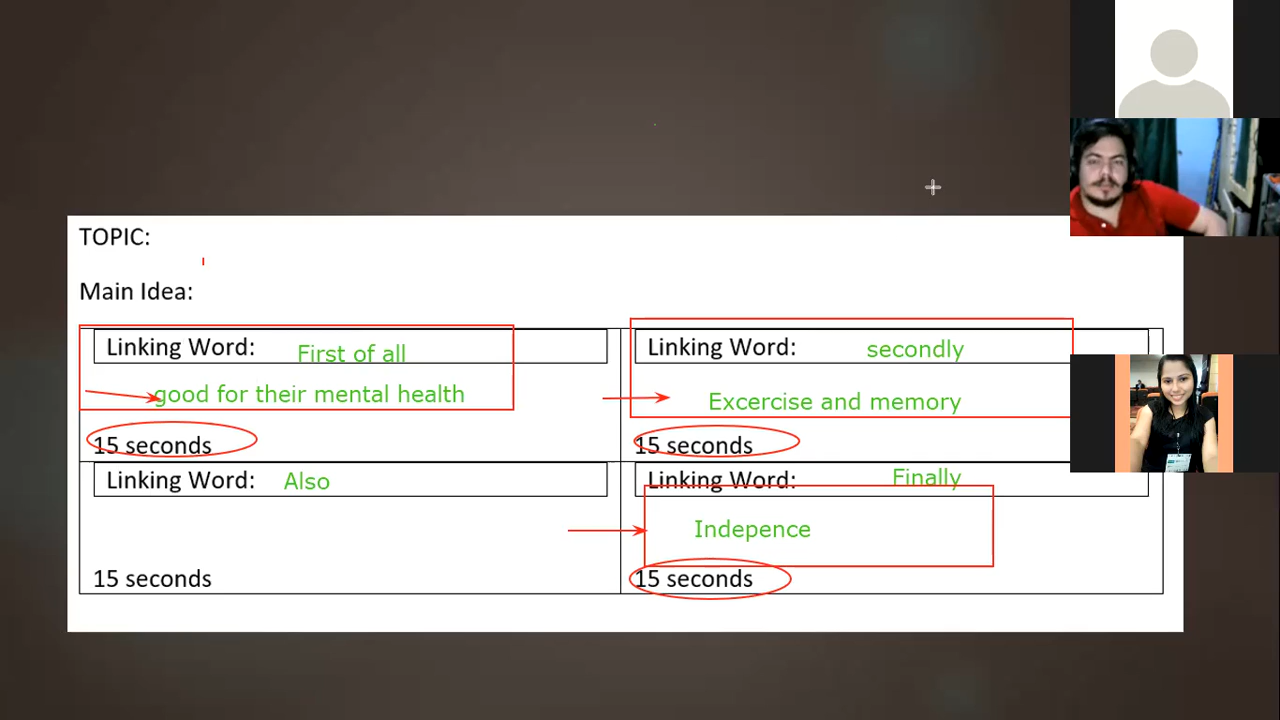 TOPIC:
Main Idea:
Linking Word: First of all
good for their mental health
15 seconds
Linking Word: secondly
Excercise and memory
15 seconds
Linking Word: Also
15 seconds
Linking Word: Finally
Indepence
15 seconds